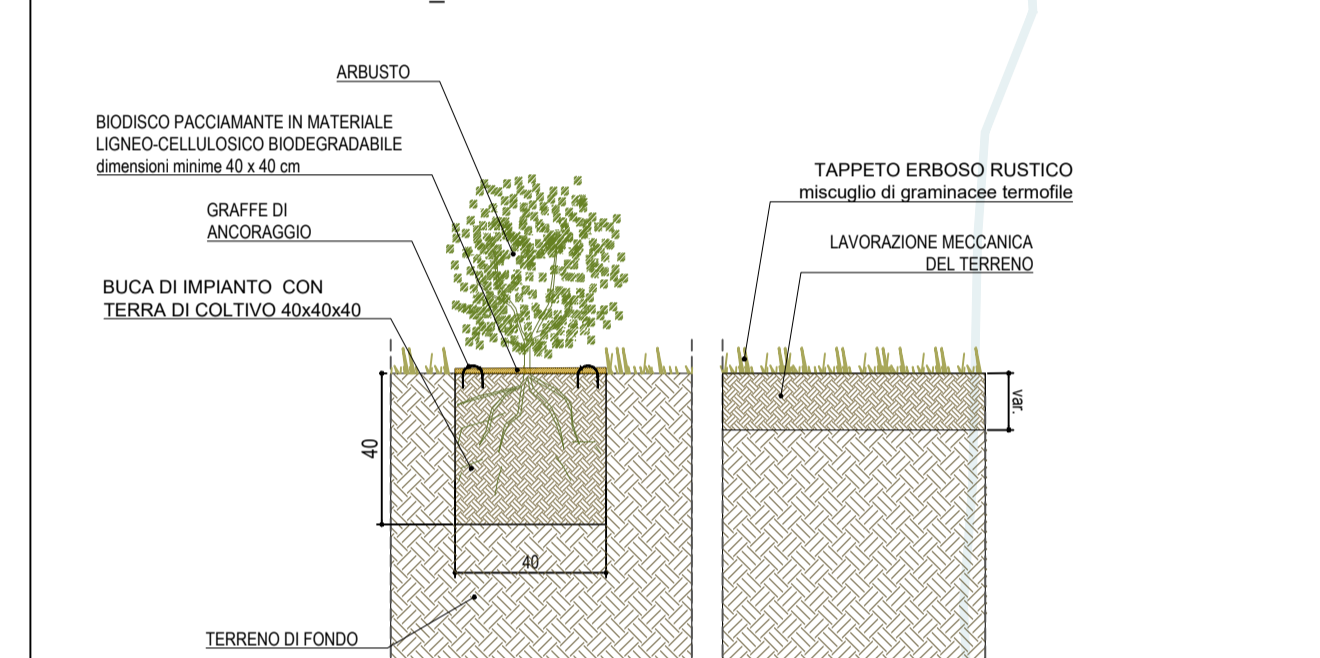 ARBUSTO
BIODISCO PACCIAMANTE IN MATERIALE
LIGNEO-CELLULOSICO BIODEGRADABILE
dimensioni minime 40 x 40 cm
GRAFFE DI
ANCORAGGIO
BUCA DI IMPIANTO CON
TERRA DI COLTIVO 40x40x40
40
40
TERRENO DI FONDO
TAPPETO ERBOSO RUSTICO
miscuglio di graminacee termofile
LAVORAZIONE MECCANICA
DEL TERRENO
var.